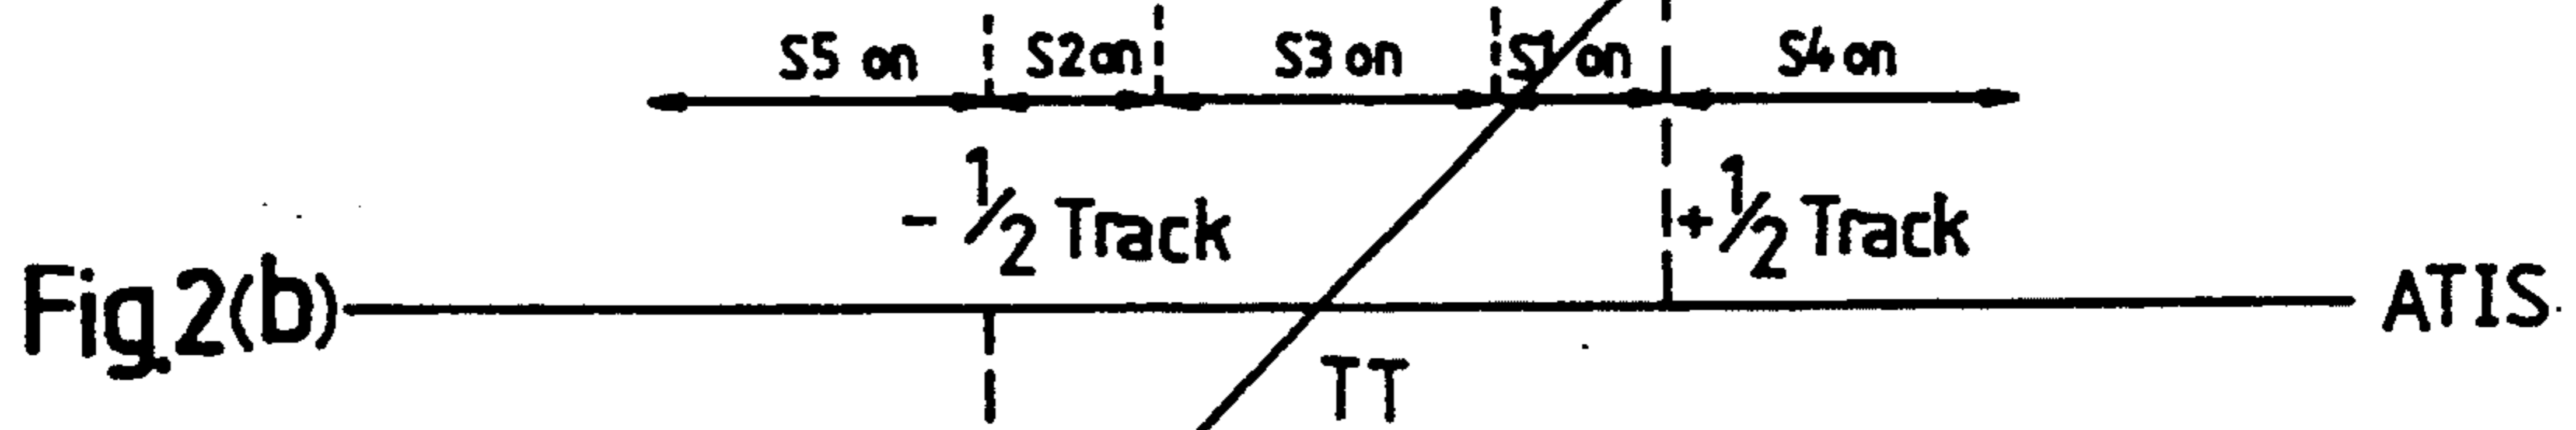 S5 on S2 on S3 on S1 on S4 on
- 1/2 Track +1/2 Track
Fig.2(b) ATIS
TT